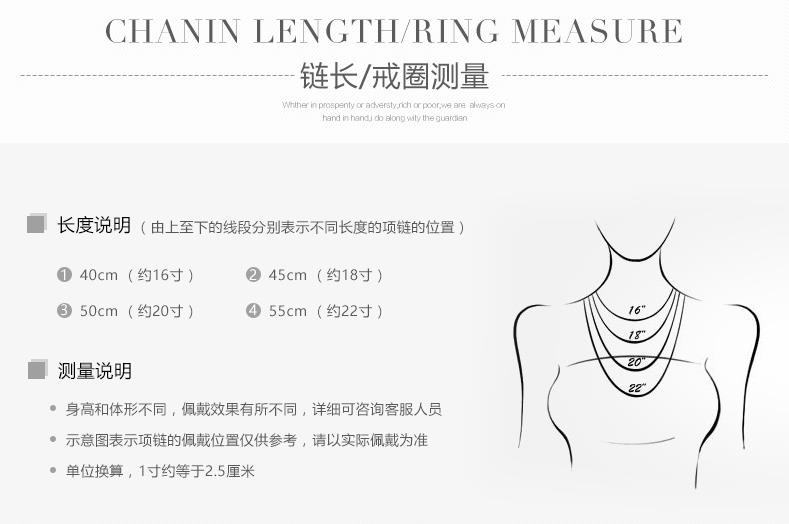 CHANIN LENGTH/RING MEASURE
链长/戒圈测量
Whther in prospenty or adversty,rich or poor,we are always-on
hand in hand,i do along wity the guardian
长度说明 ( 由上至下的线段分别表示不同长度的项链的位置 )
① 40cm ( 约16寸 ) ② 45cm ( 约18寸 )
③ 50cm ( 约20寸 ) ④ 55cm ( 约22寸 )
16"
18"
20"
22"
测量说明
• 身高和体形不同，佩戴效果有所不同，详细可咨询客服人员
• 示意图表示项链的佩戴位置仅供参考，请以实际佩戴为准
• 单位换算，1寸约等于2.5厘米